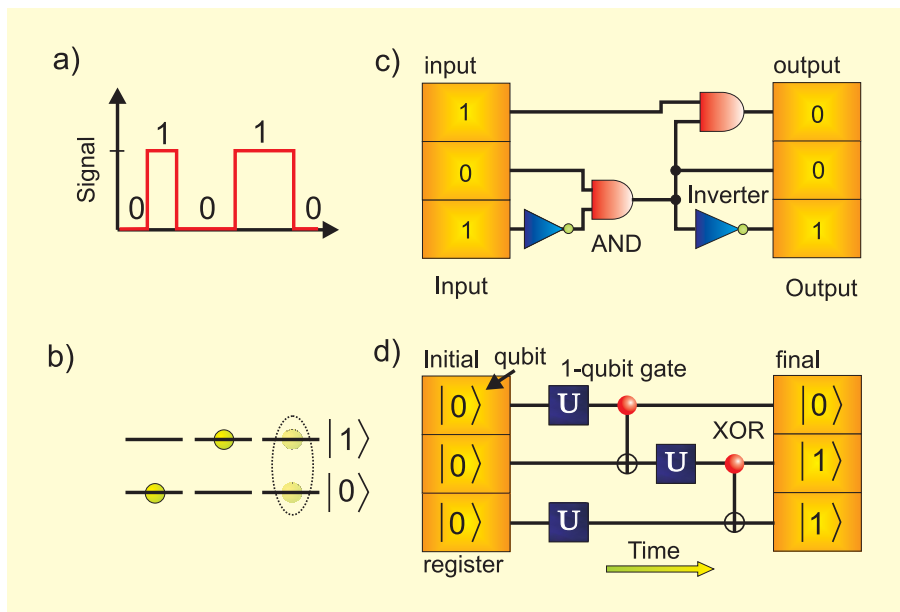 a)
Signal
0 1 0 1 0
b)
|1⟩
|0⟩
c)
input
output
1
0
1
0
0
1
AND
Inverter
Input
Output
d)
Initial
qubit
1-qubit gate
final
|0⟩
|0⟩
|0⟩
U
U
U
XOR
|0⟩
|1⟩
|1⟩
register
Time